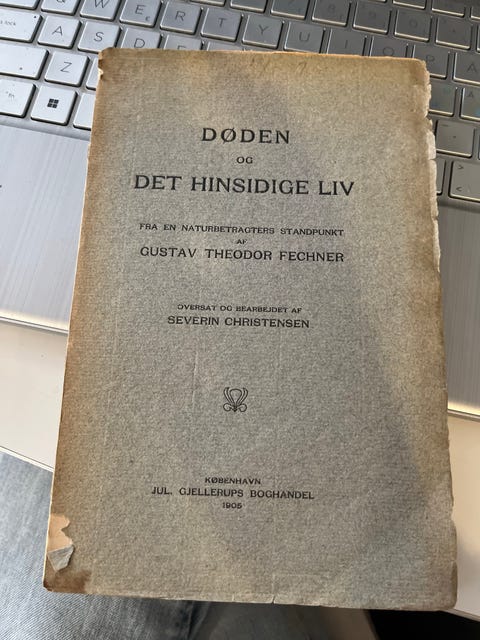 DØDEN
OG
DET HINSIDIGE LIV
FRA EN NATURBETRAGTERS STANDPUNKT
AF
GUSTAV THEODOR FECHNER
OVERSAT OG BEARBEJDET AF
SEVERIN CHRISTENSEN
KØBENHAVN
JUL. GJELLERUPS BOGHANDEL
1905